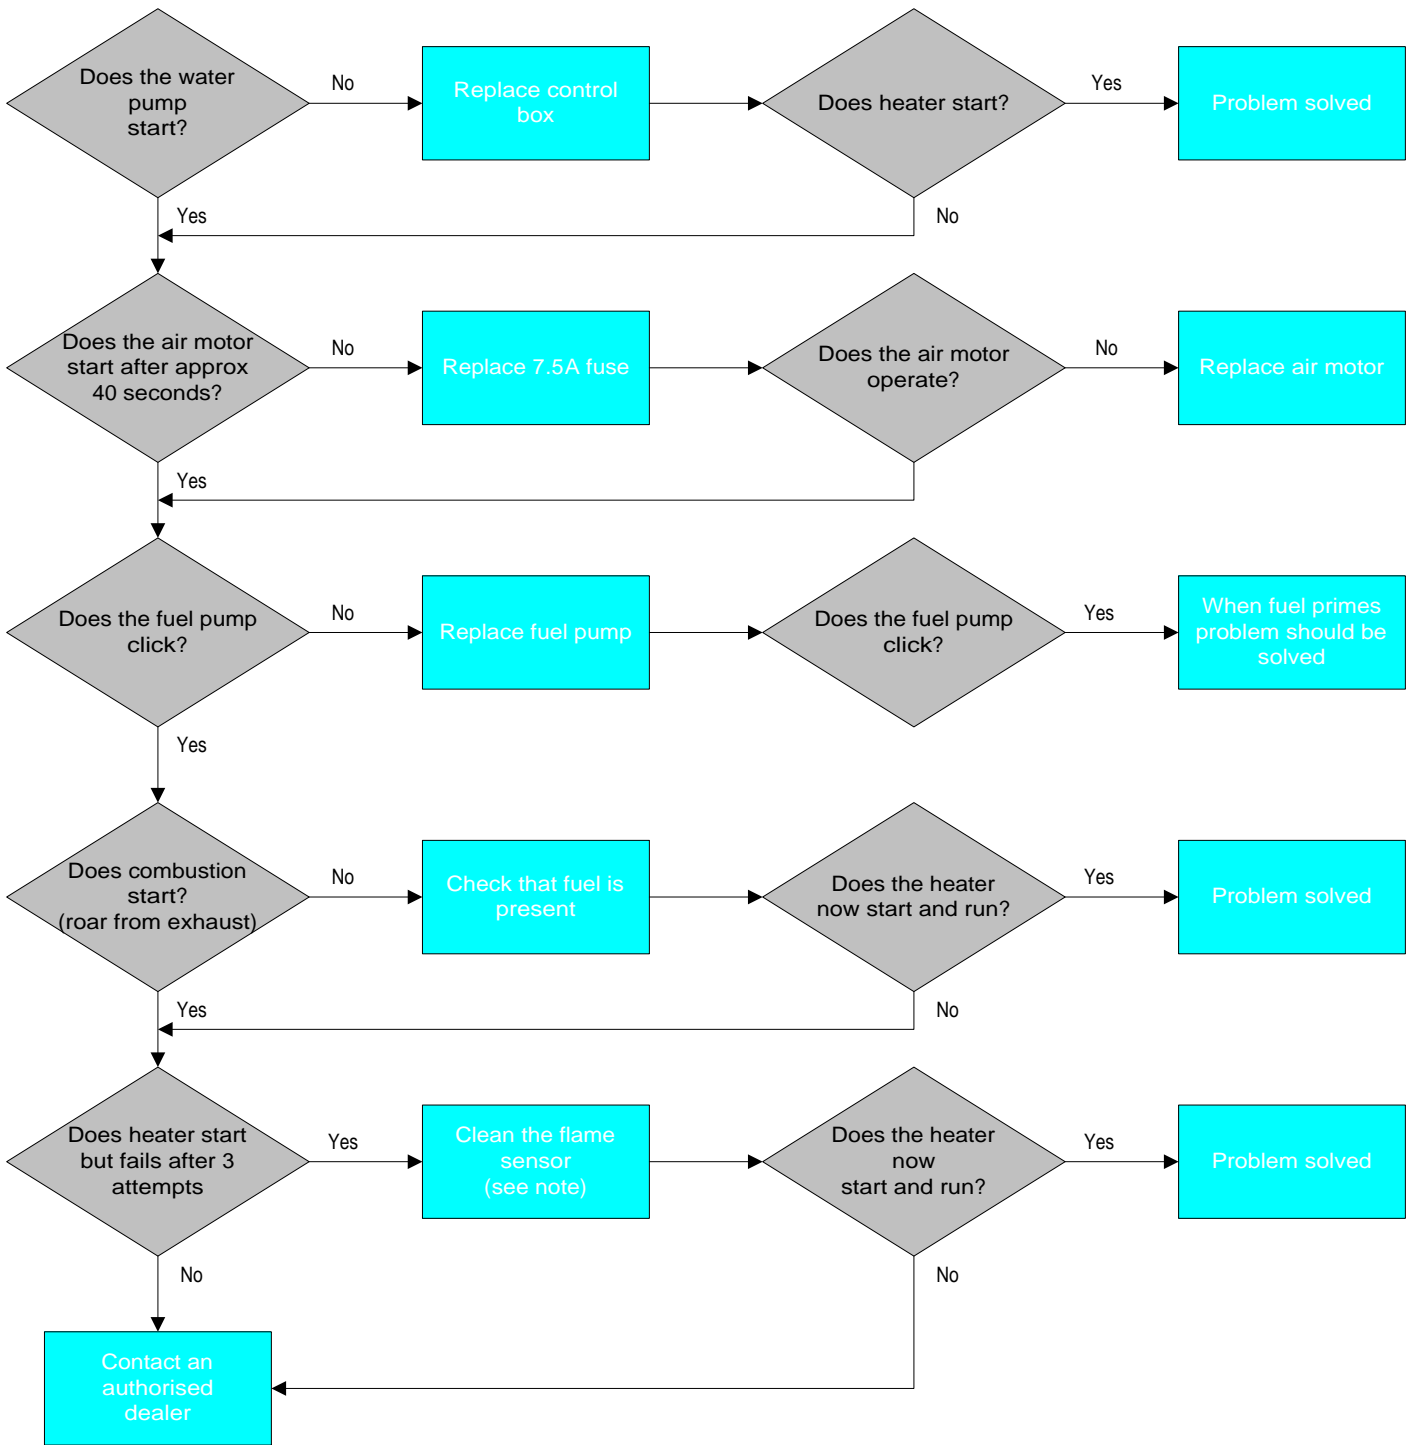 Does the water
pump
start?
No
Replace control
box
Does heater start?
Yes
Problem solved
Yes
No
Does the air motor
start after approx
40 seconds?
No
Replace 7.5A fuse
Does the air motor
operate?
No
Replace air motor
Yes
Does the fuel pump
click?
No
Replace fuel pump
Does the fuel pump
click?
Yes
When fuel primes
problem should be
solved
Yes
Does combustion
start?
(roar from exhaust)
No
Check that fuel is
present
Does the heater
now start and run?
Yes
Problem solved
Yes
No
Does heater start
but fails after 3
attempts
Yes
Clean the flame
sensor
(see note)
Does the heater
now
start and run?
Yes
Problem solved
No
No
Contact an
authorised
dealer